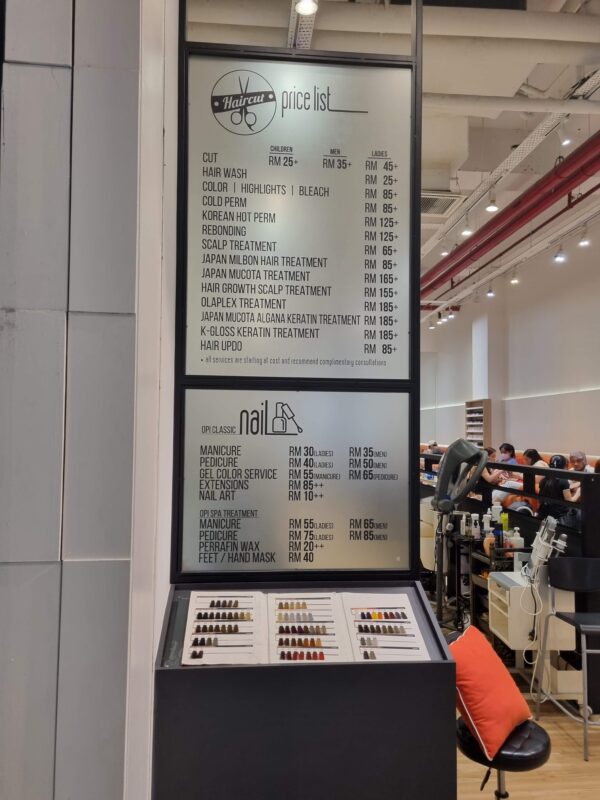 Haircut price list
CHILDREN MEN LADIES
CUT RM 25+ RM 35+ RM 45+
HAIR WASH RM 25+
COLOR | HIGHLIGHTS | BLEACH RM 85+
COLD PERM RM 85+
KOREAN HOT PERM RM 125+
REBONDING RM 125+
SCALP TREATMENT RM 65+
JAPAN MILBON HAIR TREATMENT RM 85+
JAPAN MUCOTA TREATMENT RM 165+
HAIR GROWTH SCALP TREATMENT RM 155+
OLAPLEX TREATMENT RM 185+
JAPAN MUCOTA ALGANA KERATIN TREATMENT RM 185+
K-GLOSS KERATIN TREATMENT RM 185+
HAIR UPDO RM 85+
• all services are starting at cost and recommend complimentary consultations
OPI CLASSIC nail
MANICURE RM 30(LADIES) RM 35(MEN)
PEDICURE RM 40(LADIES) RM 50(MEN)
GEL COLOR SERVICE RM 55(MANICURE) RM 65(PEDICURE)
EXTENSIONS RM 85++
NAIL ART RM 10++
OPI SPA TREATMENT
MANICURE RM 55(LADIES) RM 65(MEN)
PEDICURE RM 75(LADIES) RM 85(MEN)
PERRAFIN WAX RM 20++
FEET / HAND MASK RM 40